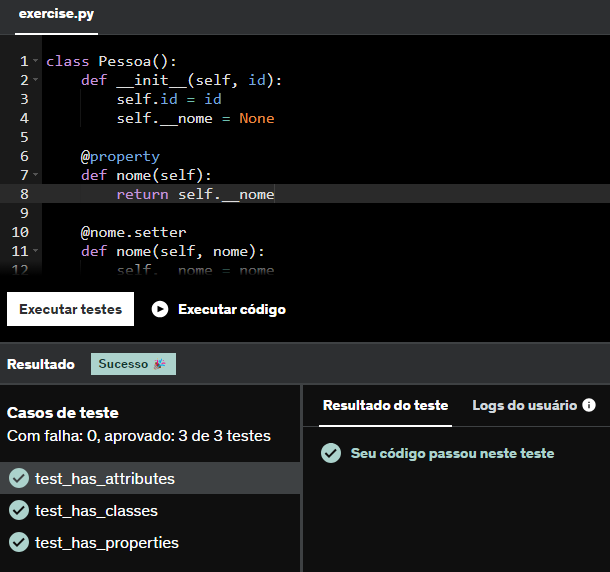 exercise.py
1 class Pessoa():
2 def __init__(self, id):
3 self.id = id
4 self.__nome = None
5
6 @property
7 def nome(self):
8 return self.__nome
9
10 @nome.setter
11 def nome(self, nome):
12 self.__nome = nome
Executar testes Executar código
Resultado Sucesso 🎉
Casos de teste
Com falha: 0, aprovado: 3 de 3 testes
test_has_attributes
test_has_classes
test_has_properties
Resultado do teste Logs do usuário
Seu código passou neste teste